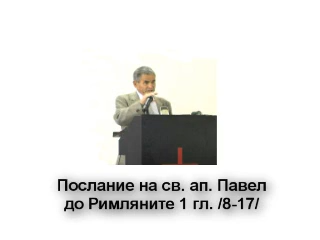 Послание на св. ап. Павел
до Римляните 1 гл. /8-17/